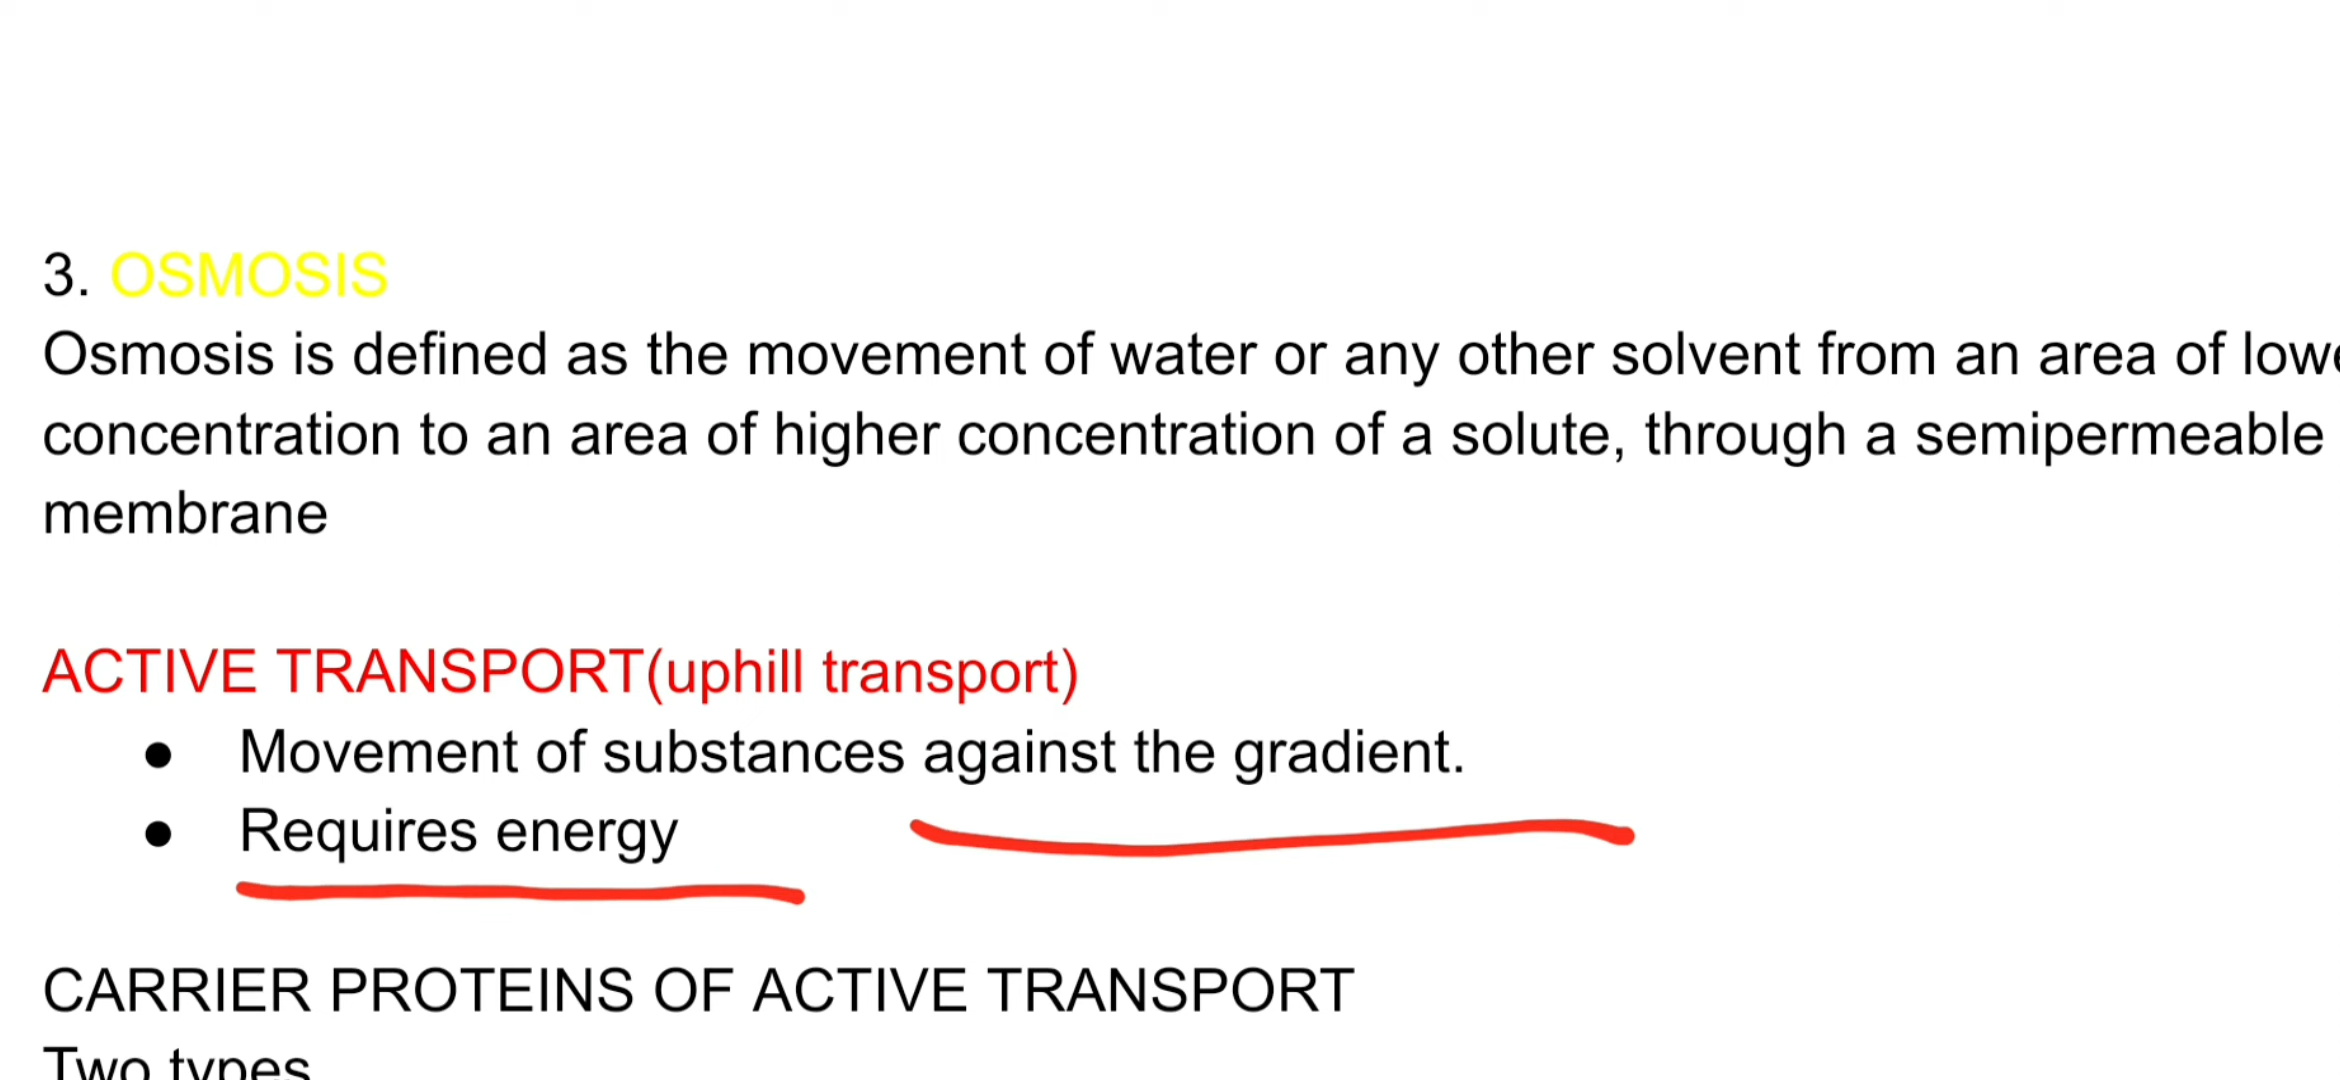 3. OSMOSIS
Osmosis is defined as the movement of water or any other solvent from an area of
concentration to an area of higher concentration of a solute, through a semipermeable
membrane
ACTIVE TRANSPORT(uphill transport)
● Movement of substances against the gradient.
● Requires energy
CARRIER PROTEINS OF ACTIVE TRANSPORT
Two types